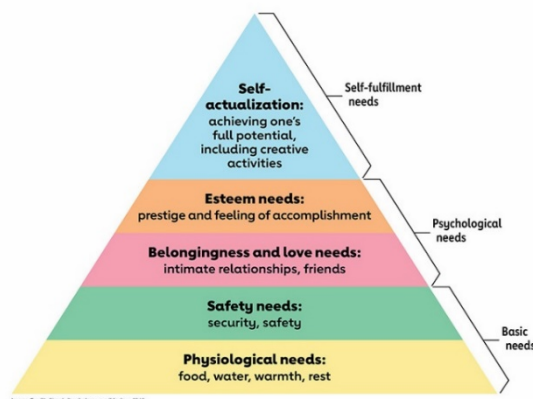 Self-
actualization:
achieving one's
full potential,
including creative
activities
Self-fulfillment
needs
Esteem needs:
prestige and feeling of accomplishment
Psychological
needs
Belongingness and love needs:
intimate relationships, friends
Safety needs:
security, safety
Basic
needs
Physiological needs:
food, water, warmth, rest